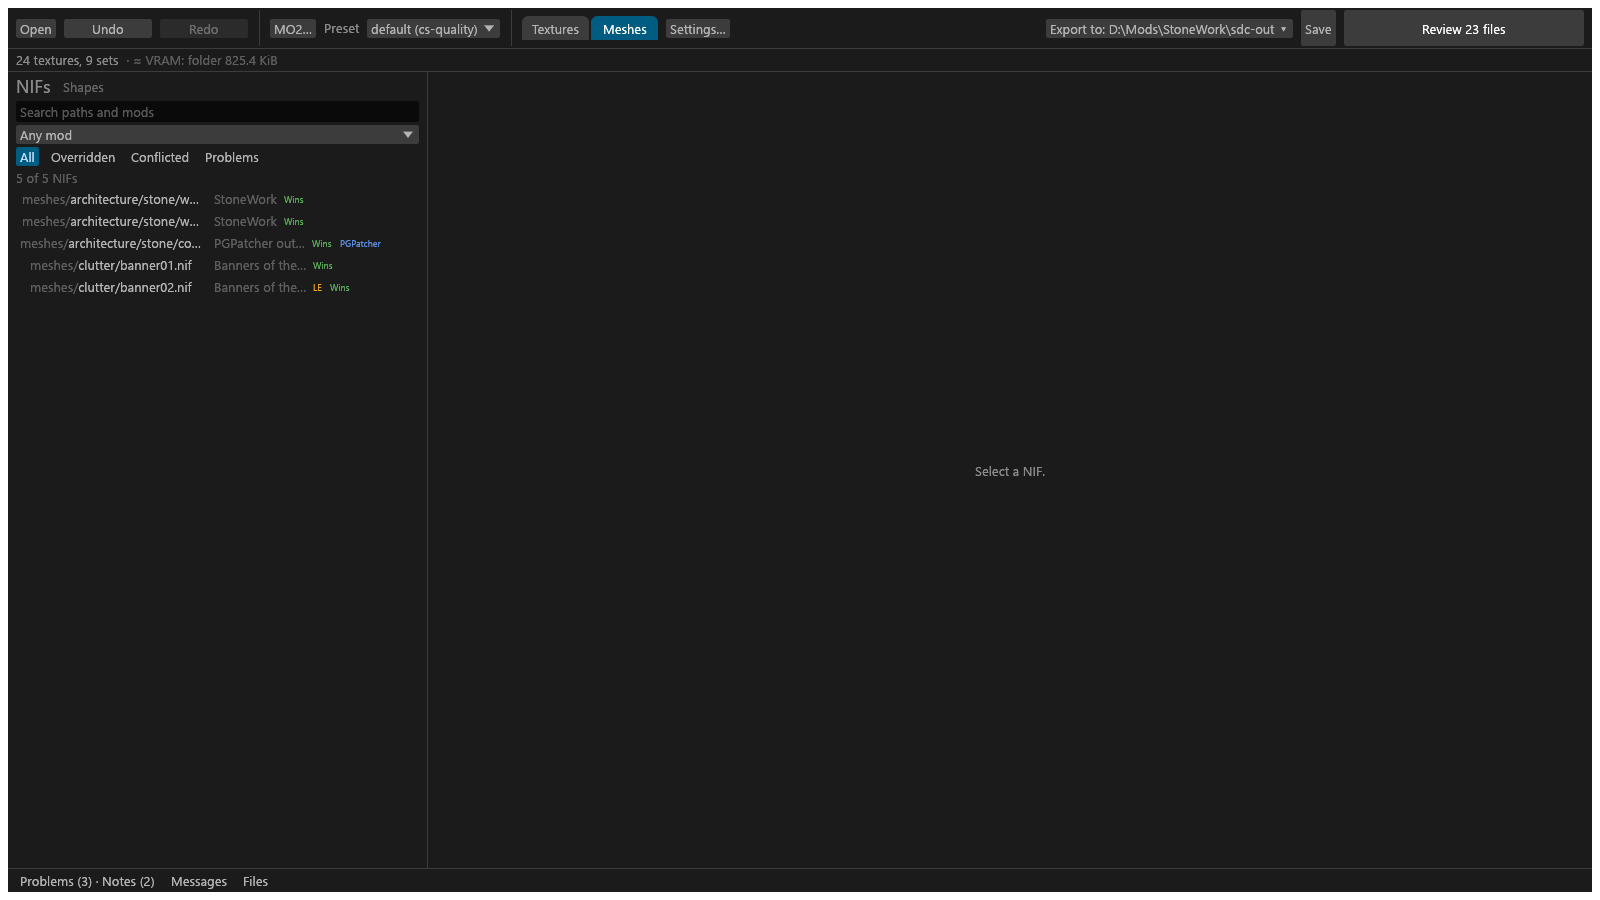 Open Undo Redo MO2... Preset default (cs-quality) Textures Meshes Settings... Export to: D:\Mods\StoneWork\sdc-out Save Review 23 files
24 textures, 9 sets · ≈ VRAM: folder 825.4 KiB
NIFs Shapes
Search paths and mods
Any mod
All Overridden Conflicted Problems
5 of 5 NIFs
meshes/architecture/stone/w... StoneWork Wins
meshes/architecture/stone/w... StoneWork Wins
meshes/architecture/stone/co... PGPatcher out... Wins PGPatcher
meshes/clutter/banner01.nif Banners of the... Wins
meshes/clutter/banner02.nif Banners of the... LE Wins
Select a NIF.
Problems (3) · Notes (2) Messages Files